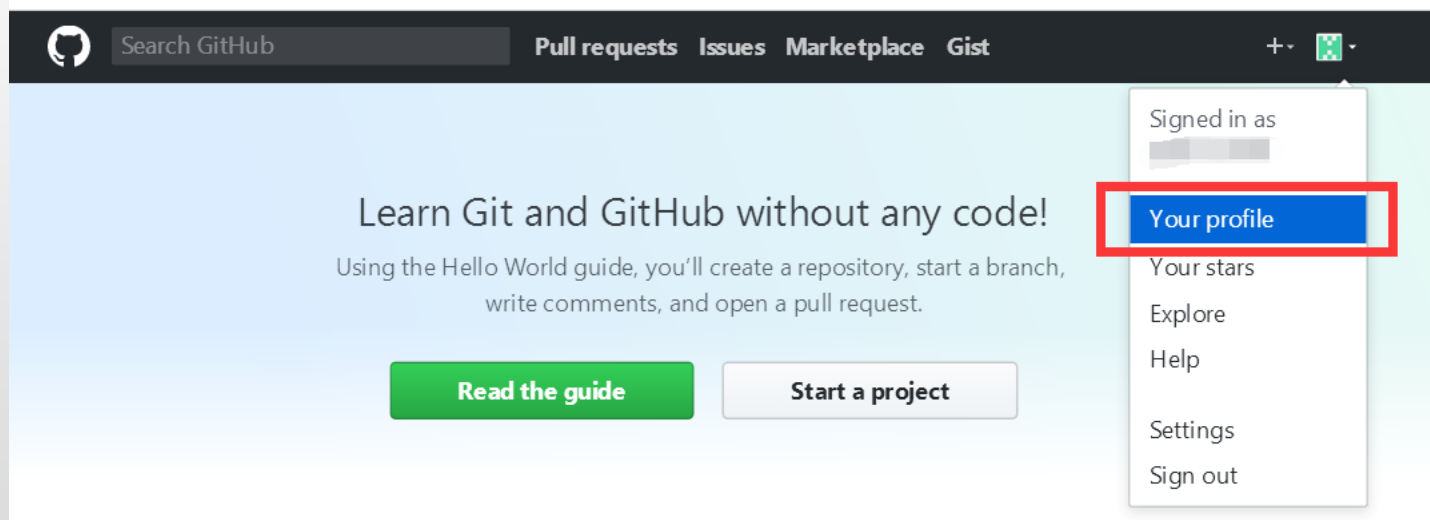 Search GitHub
Pull requests Issues Marketplace Gist
Signed in as
Your profile
Your stars
Explore
Help
Settings
Sign out
Learn Git and GitHub without any code!
Using the Hello World guide, you'll create a repository, start a branch,
write comments, and open a pull request.
Read the guide
Start a project